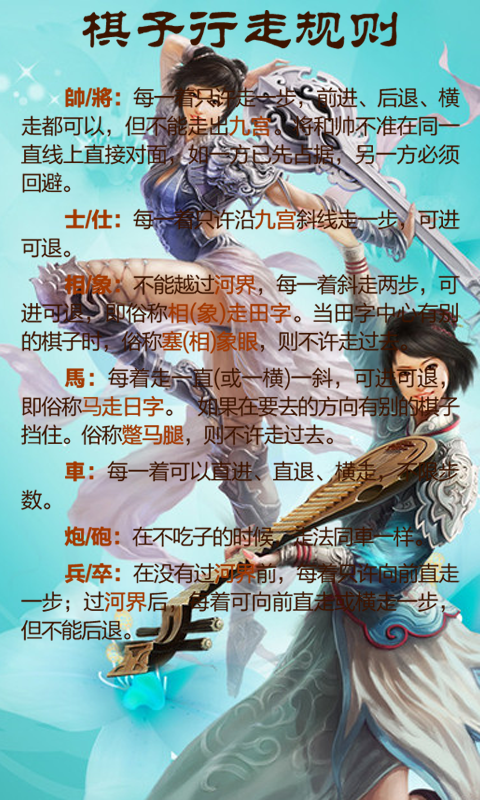 棋子行走规则
帥/將：每一着只许走一步，前进、后退、横
走都可以，但不能走出九宫。将和帅不准在同一
直线上直接对面，如一方已先占据，另一方必须
回避。
士/仕：每一着只许沿九宫斜线走一步，可进
可退。
相/象：不能越过河界，每一着斜走两步，可
进可退，即俗称相(象)走田字。当田字中心有别
的棋子时，俗称塞(相)象眼，则不许走过去。
馬：每着走一直(或一横)一斜，可进可退，
即俗称马走日字。 如果在要去的方向有别的棋子
挡住。俗称蹩马腿，则不许走过去。
車：每一着可以直进、直退、横走，不限步
数。
炮/砲：在不吃子的时候，走法同車一样。
兵/卒：在没有过河界前，每着只许向前直走
一步；过河界后，每着可向前直走或横走一步，
但不能后退。